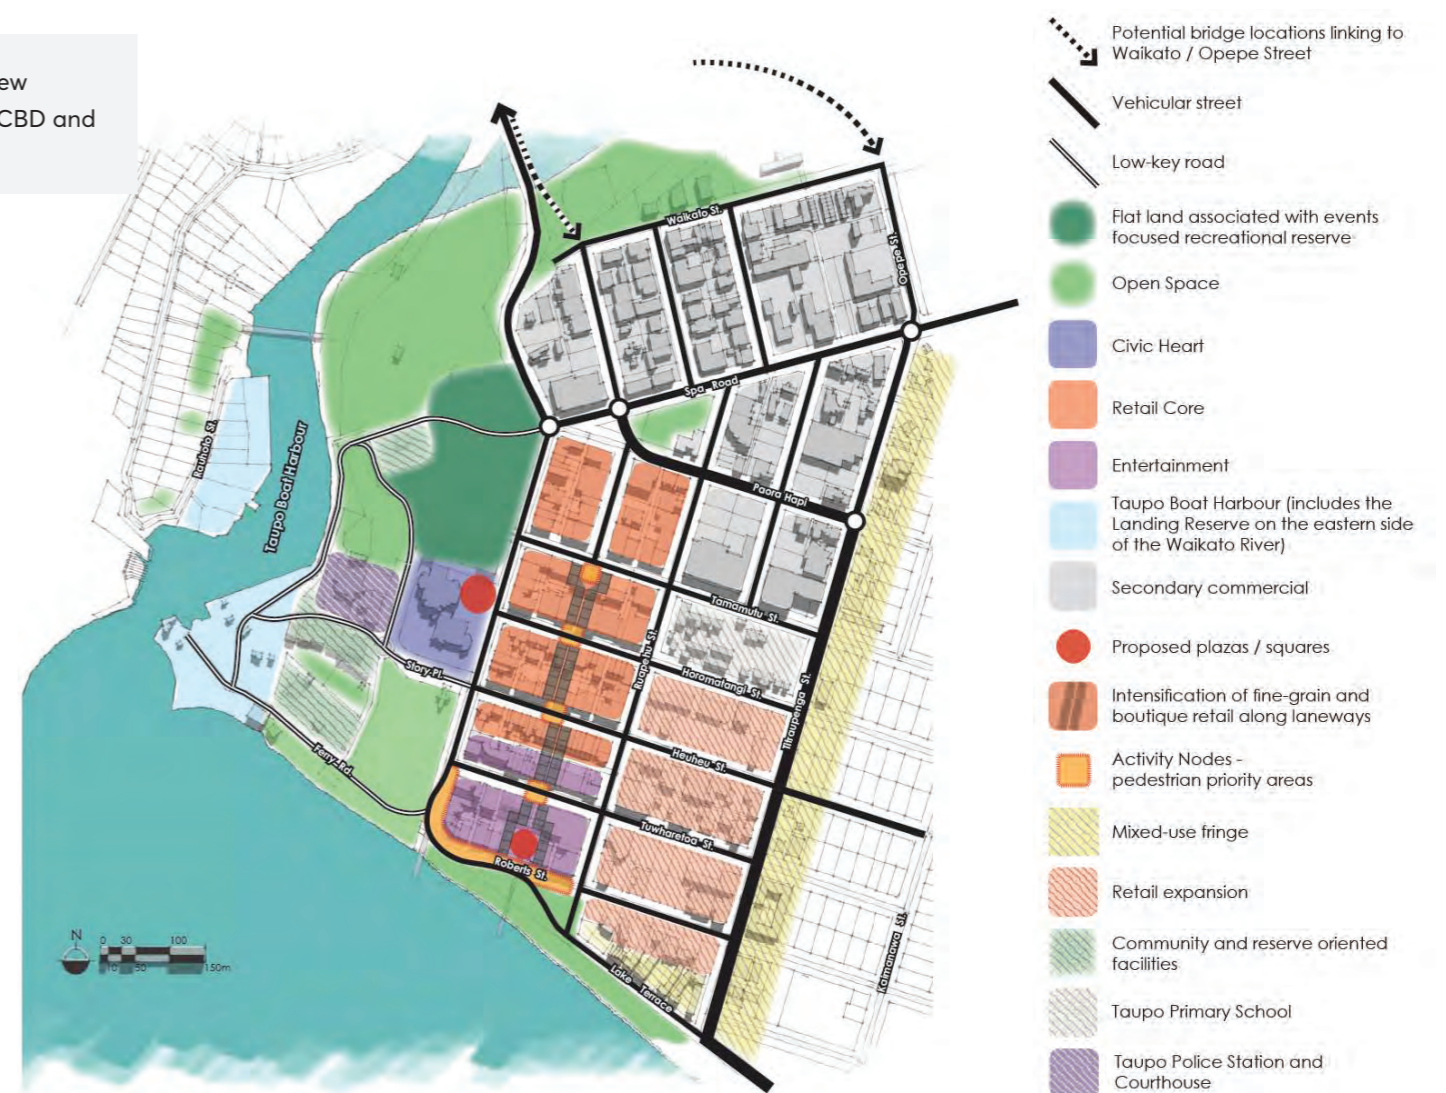 ew
CBD and
Potential bridge locations linking to
Waikato / Opepe Street
Vehicular street
Low-key road
Flat land associated with events
focused recreational reserve
Open Space
Civic Heart
Retail Core
Entertainment
Taupo Boat Harbour (includes the
Landing Reserve on the eastern side
of the Waikato River)
Secondary commercial
Proposed plazas / squares
Intensification of fine-grain and
boutique retail along laneways
Activity Nodes -
pedestrian priority areas
Mixed-use fringe
Retail expansion
Community and reserve oriented
facilities
Taupo Primary School
Taupo Police Station and
Courthouse
Waikato St.
Opepe St.
Spa Road
Rauhoto St.
Taupo Boat Harbour
Paora Hapi
Tamamutu St.
Ruapehu St.
Horomatangi St.
Titiraupenga St.
Story Pl.
Heuheu St.
Ferry Rd.
Tuwharetoa St.
Roberts St.
Kaimanawa St.
Lake Terrace
N
0 30 100
10 50 150m